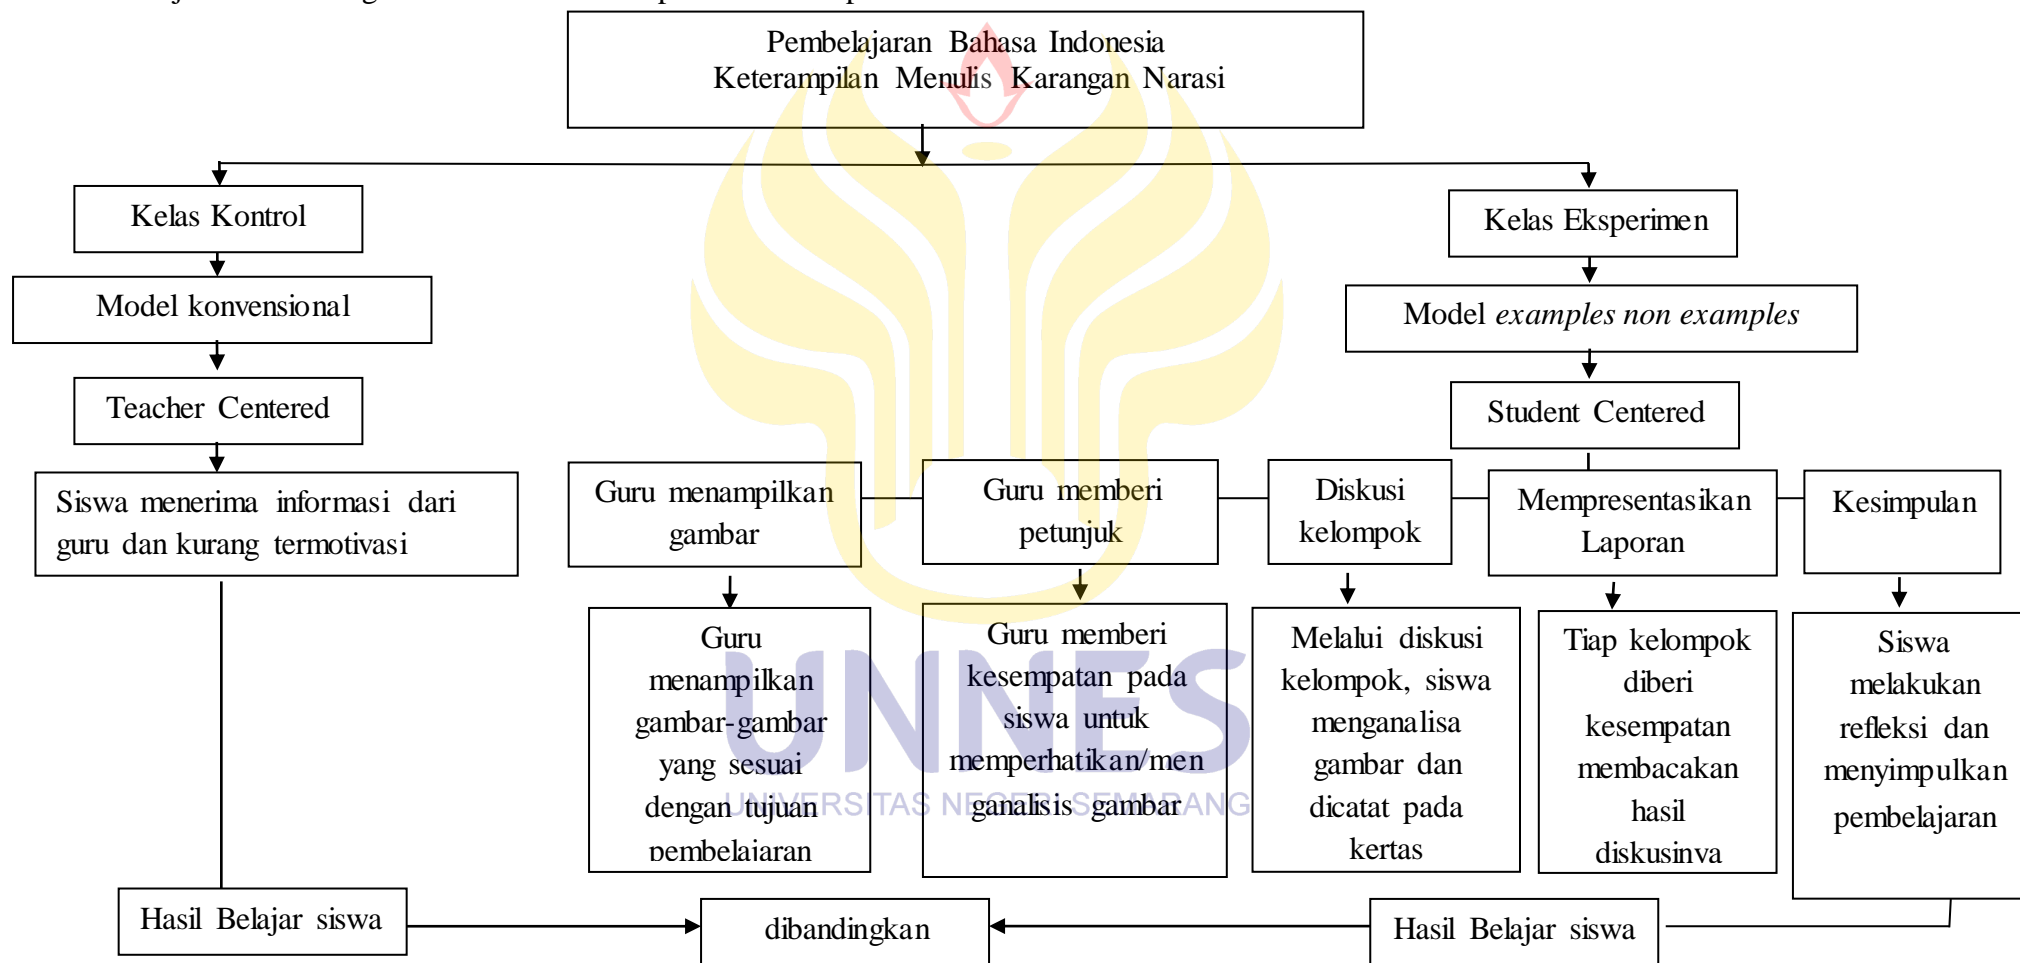 Pembelajaran Bahasa Indonesia
Keterampilan Menulis Karangan Narasi
Kelas Kontrol
Kelas Eksperimen
Model konvensional
Model examples non examples
Teacher Centered
Student Centered
Siswa menerima informasi dari
guru dan kurang termotivasi
Guru menampilkan
gambar
Guru memberi
petunjuk
Diskusi
kelompok
Mempresentasikan
Laporan
Kesimpulan
Guru
menampilkan
gambar-gambar
yang sesuai
dengan tujuan
pembelajaran
Guru memberi
kesempatan pada
siswa untuk
memperhatikan/men
ganalisis gambar
Melalui diskusi
kelompok, siswa
menganalisa
gambar dan
dicatat pada
kertas
Tiap kelompok
diberi
kesempatan
membacakan
hasil
diskusinya
Siswa
melakukan
refleksi dan
menyimpulkan
pembelajaran
UNNES
UNIVERSITAS NEGERI SEMARANG
Hasil Belajar siswa
dibandingkan
Hasil Belajar siswa